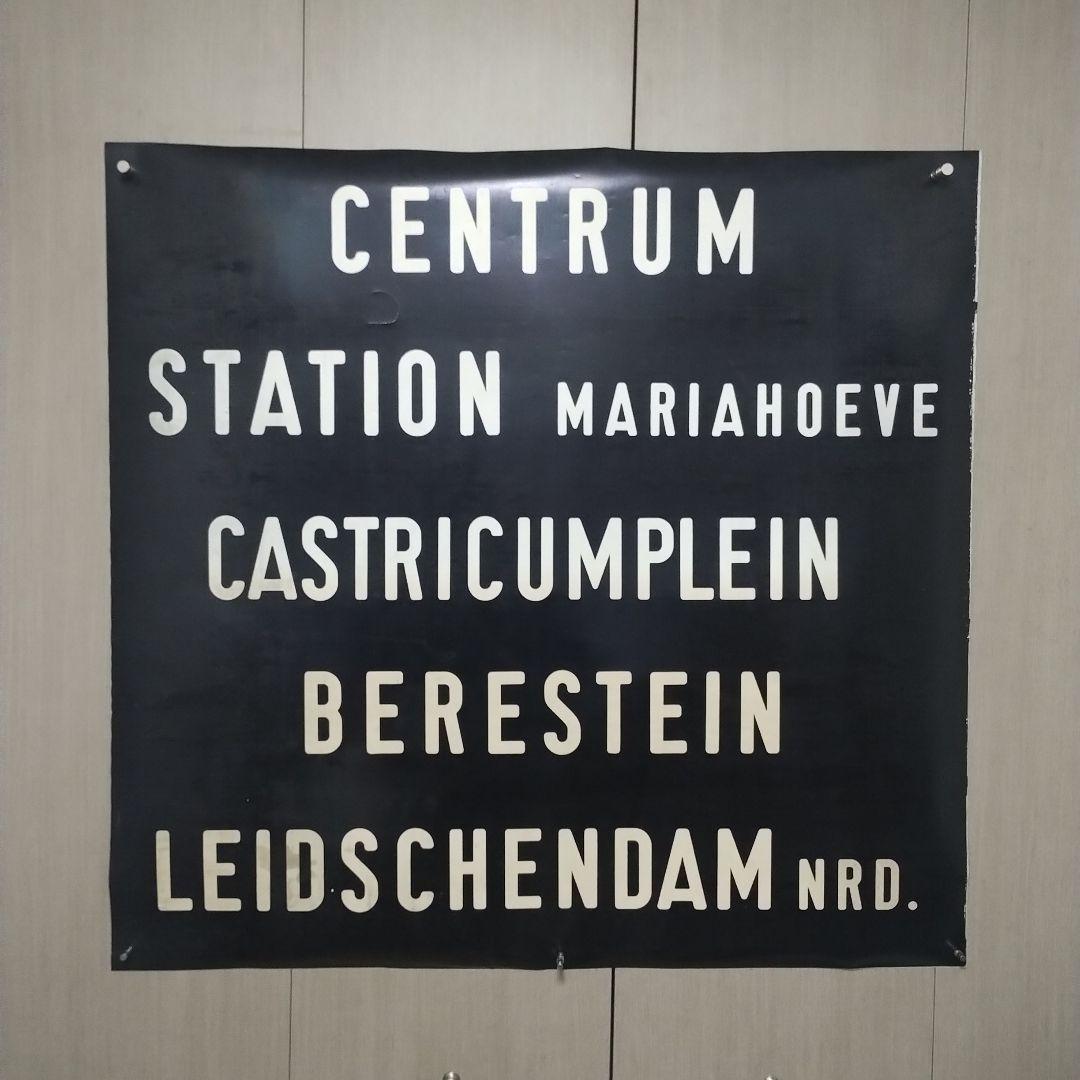 CENTRUM
STATION MARIAHOEVE
CASTRICUMPLEIN
BERESTEIN
LEIDSCHENDAM NRD.